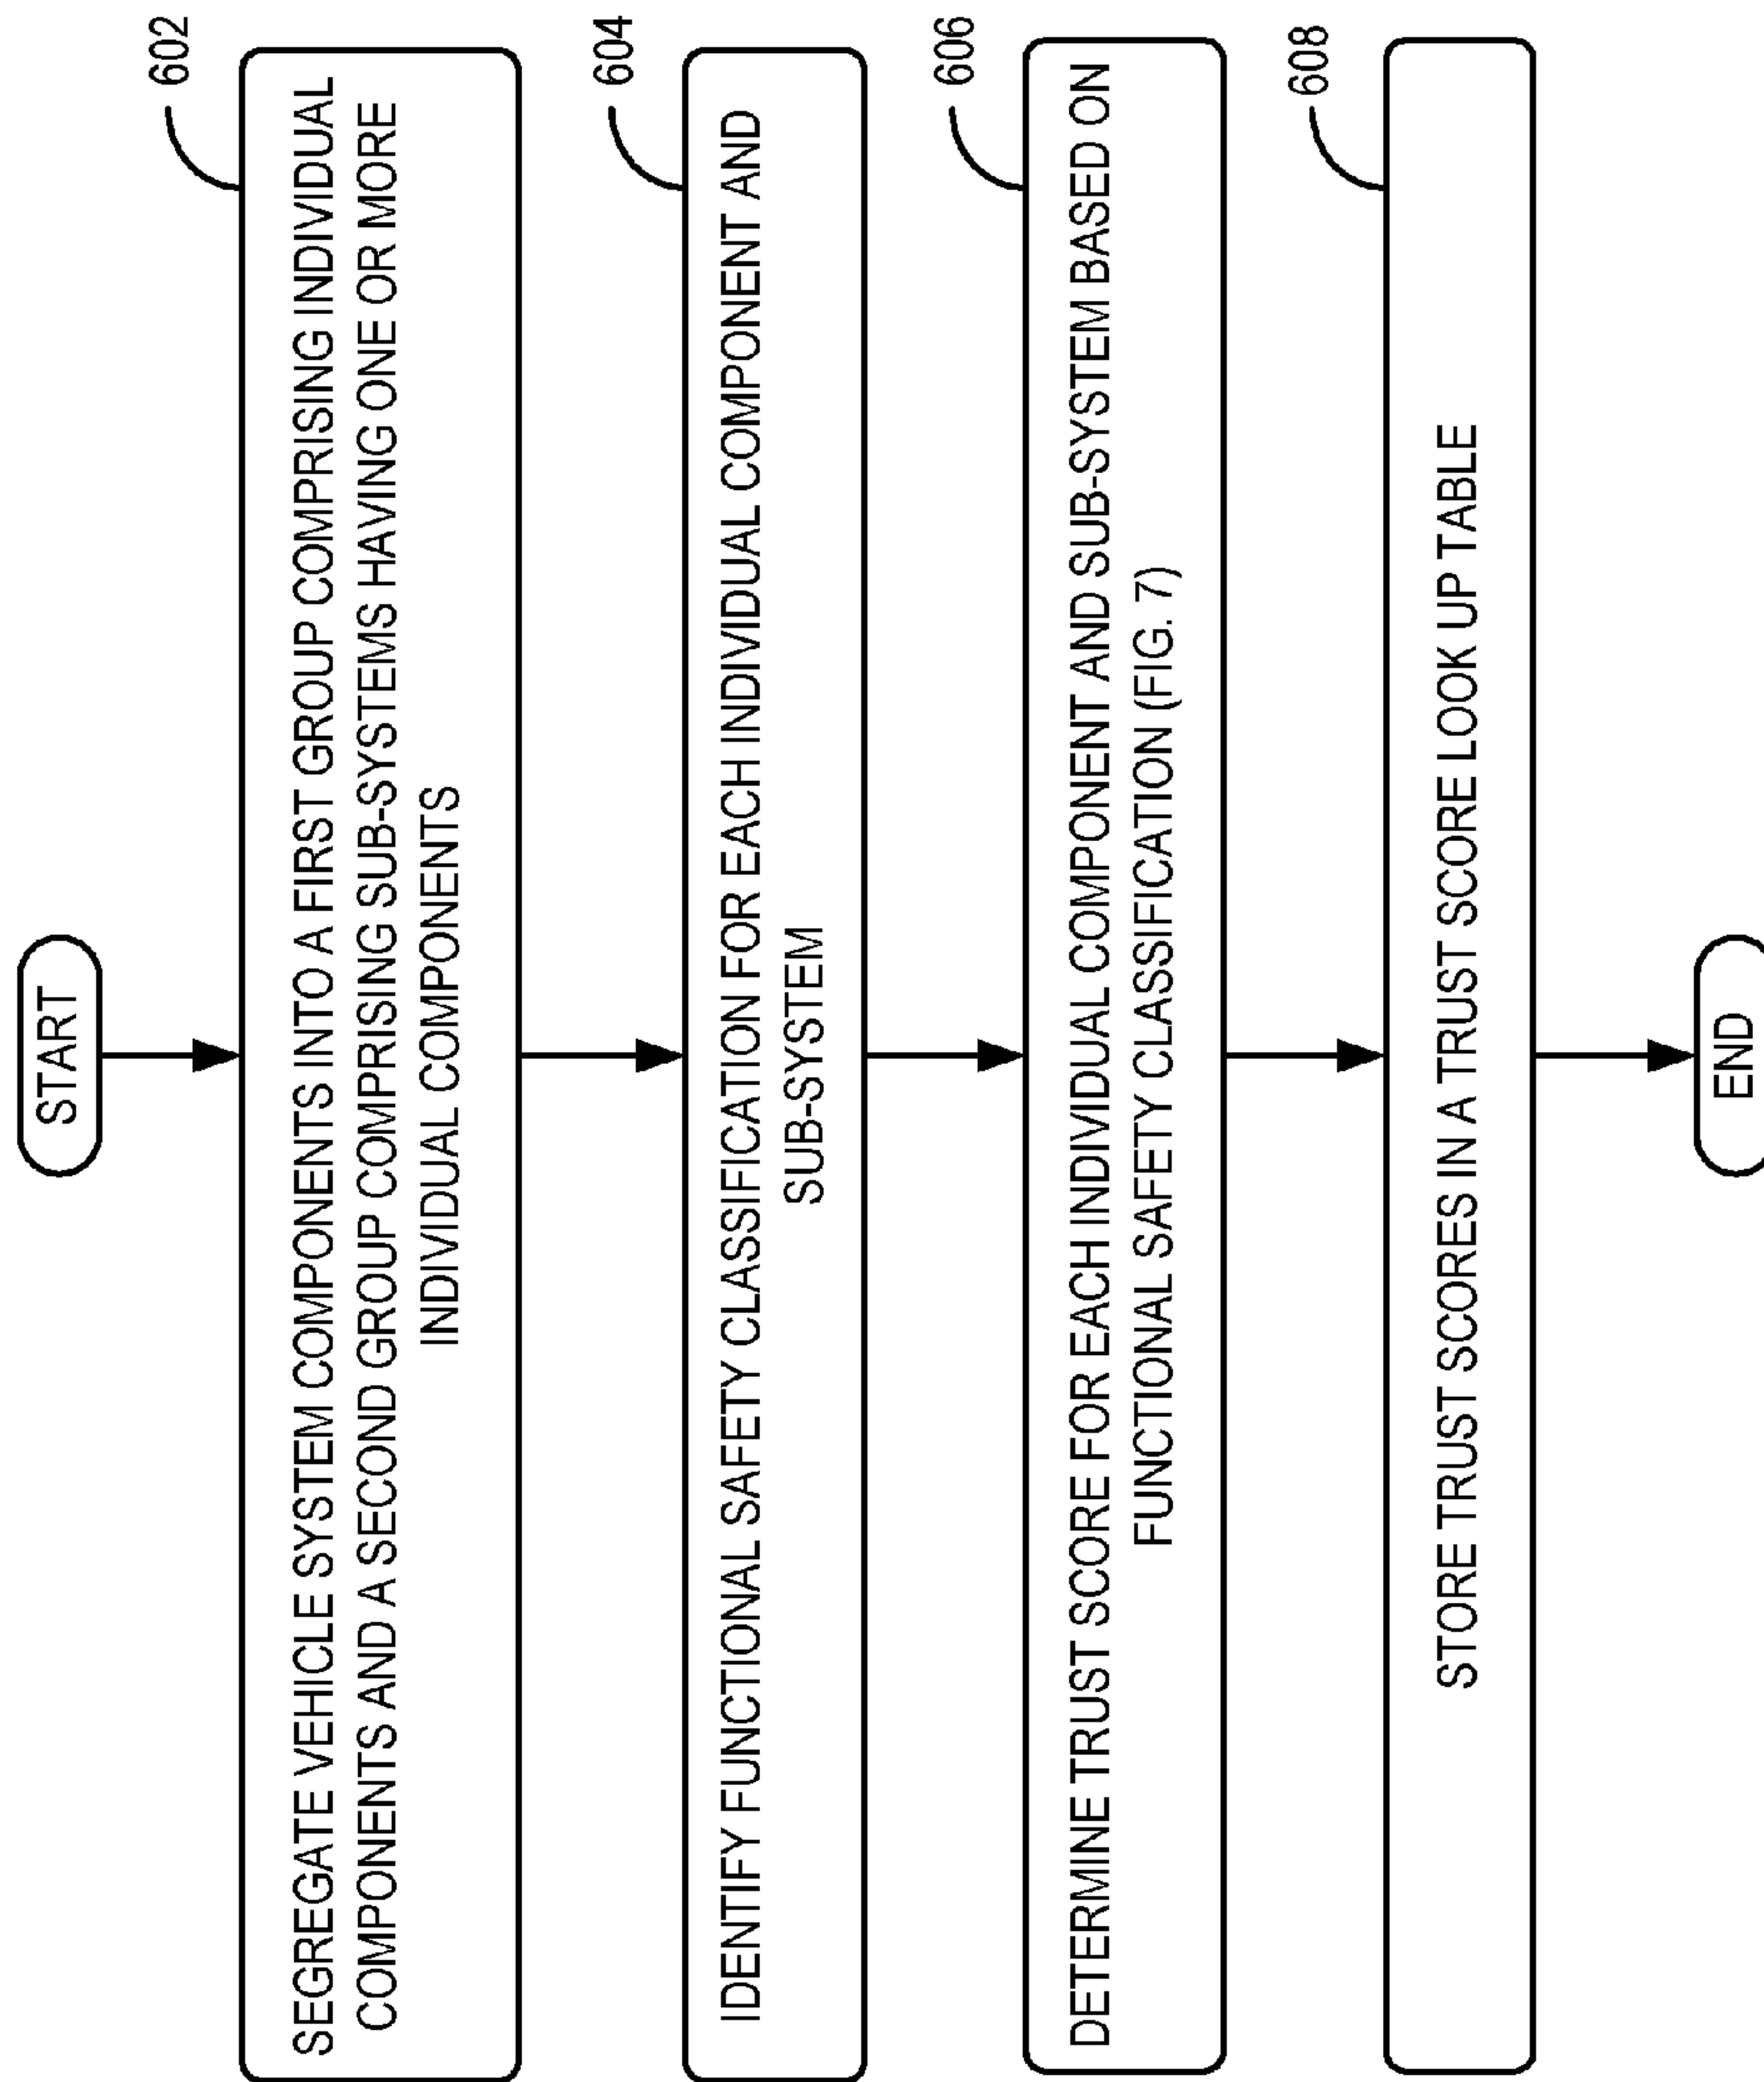 START
602
SEGREGATE VEHICLE SYSTEM COMPONENTS INTO A FIRST GROUP COMPRISING INDIVIDUAL
COMPONENTS AND A SECOND GROUP COMPRISING SUB-SYSTEMS HAVING ONE OR MORE
INDIVIDUAL COMPONENTS
604
IDENTIFY FUNCTIONAL SAFETY CLASSIFICATION FOR EACH INDIVIDUAL COMPONENT AND
SUB-SYSTEM
606
DETERMINE TRUST SCORE FOR EACH INDIVIDUAL COMPONENT AND SUB-SYSTEM BASED ON
FUNCTIONAL SAFETY CLASSIFICATION (FIG. 7)
608
STORE TRUST SCORES IN A TRUST SCORE LOOK UP TABLE
END